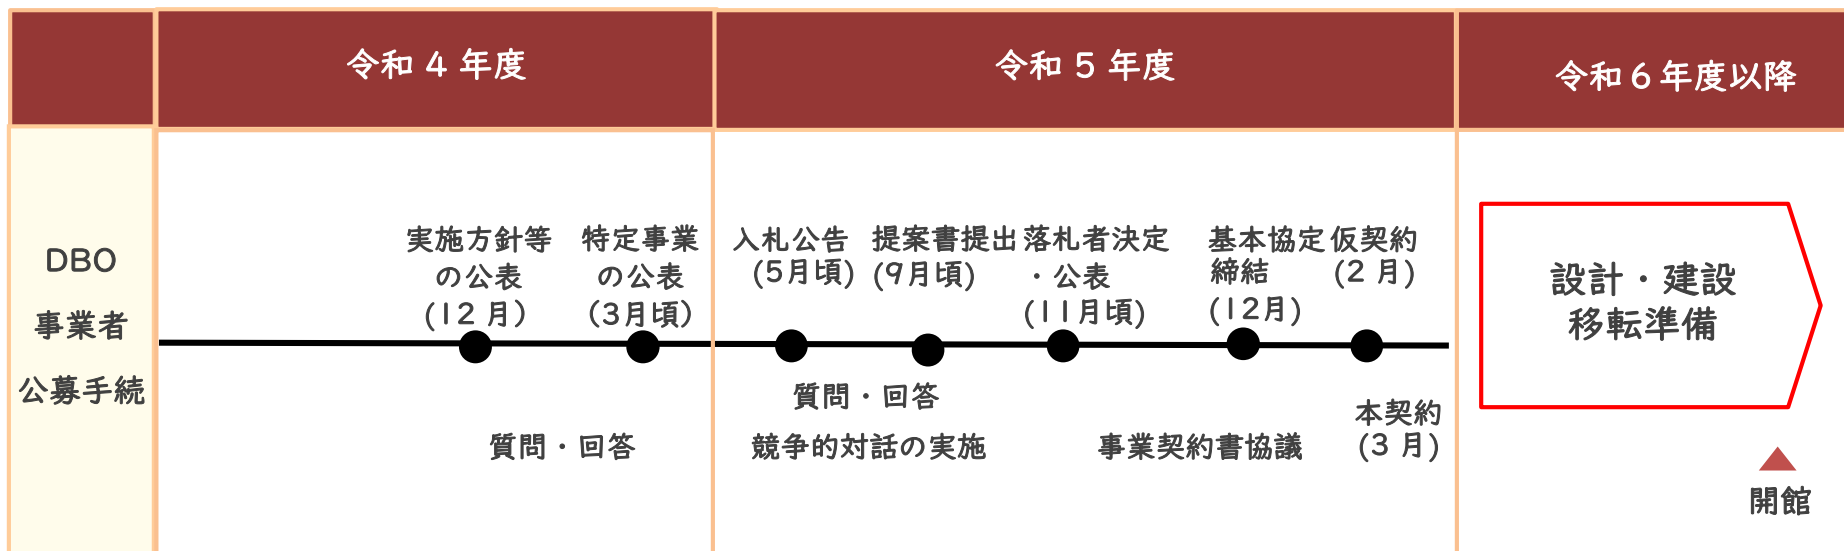 令和４年度
令和５年度
令和６年度以降
DBO
事業者
公募手続
実施方針等
の公表
(12月)
特定事業
の公表
(3月頃)
入札公告
(5月頃)
提案書提出
(9月頃)
落札者決定
・公表
(11月頃)
基本協定
締結
(12月)
仮契約
(2月)
質問・回答
質問・回答
競争的対話の実施
事業契約書協議
本契約
(3月)
設計・建設
移転準備
開館